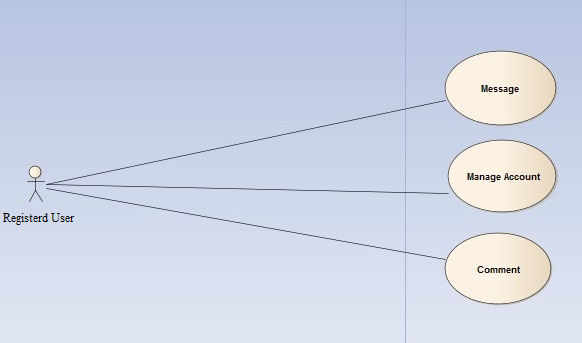 Message
Manage Account
Registerd User
Comment